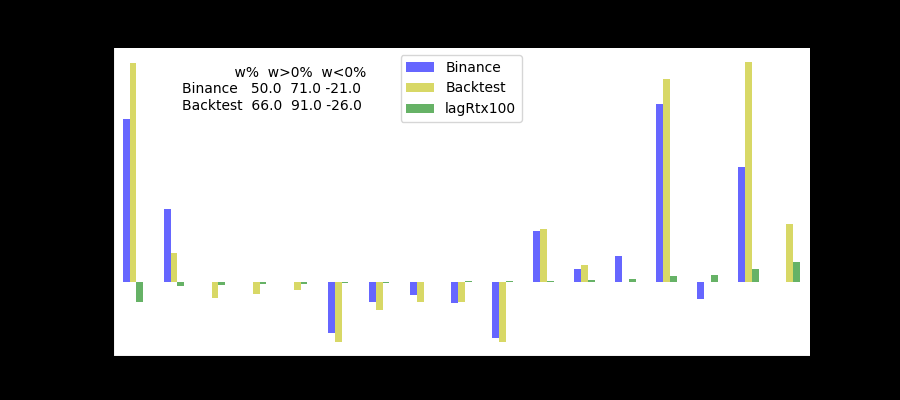 w%  w>0%  w<0%
Binance   50.0  71.0 -21.0
Backtest  66.0  91.0 -26.0
Binance
Backtest
lagRtx100